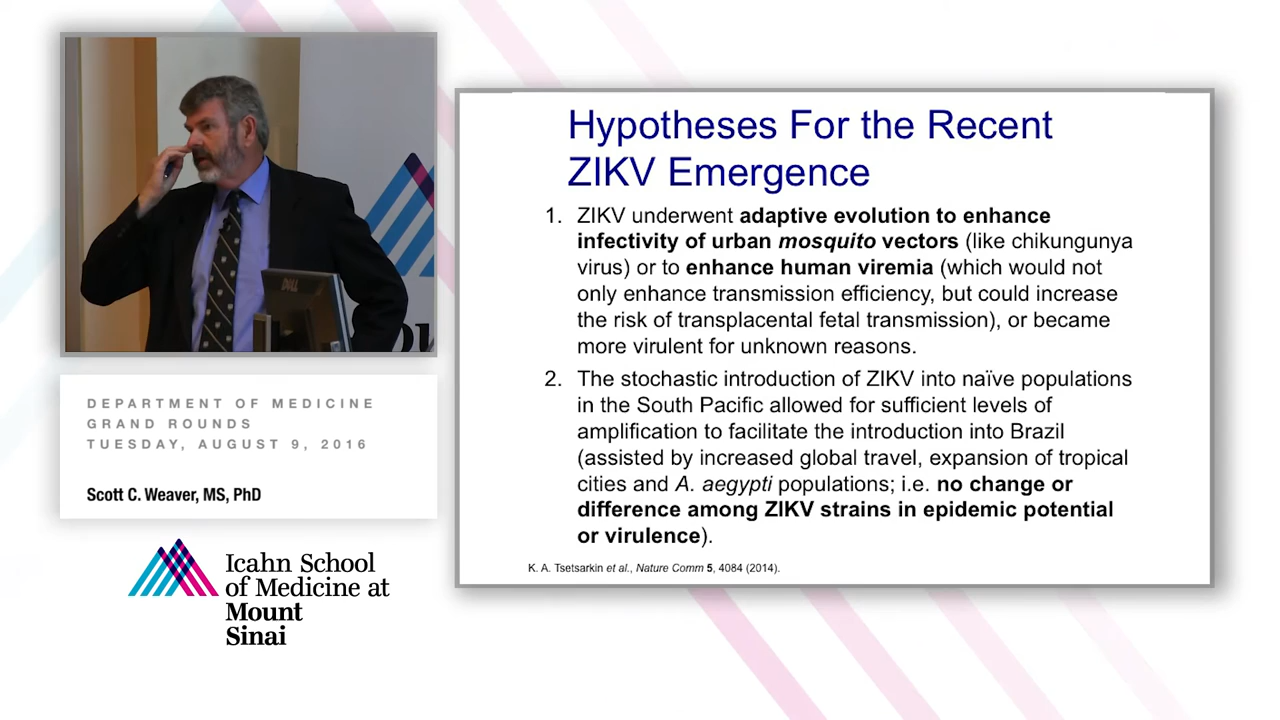 DELL
DEPARTMENT OF MEDICINE
GRAND ROUNDS
TUESDAY, AUGUST 9, 2016
Scott C. Weaver, MS, PhD
Icahn School
of Medicine at
Mount
Sinai
Hypotheses For the Recent
ZIKV Emergence
1. ZIKV underwent adaptive evolution to enhance
infectivity of urban mosquito vectors (like chikungunya
virus) or to enhance human viremia (which would not
only enhance transmission efficiency, but could increase
the risk of transplacental fetal transmission), or became
more virulent for unknown reasons.
2. The stochastic introduction of ZIKV into naïve populations
in the South Pacific allowed for sufficient levels of
amplification to facilitate the introduction into Brazil
(assisted by increased global travel, expansion of tropical
cities and A. aegypti populations; i.e. no change or
difference among ZIKV strains in epidemic potential
or virulence).
K. A. Tsetsarkin et al., Nature Comm 5, 4084 (2014).